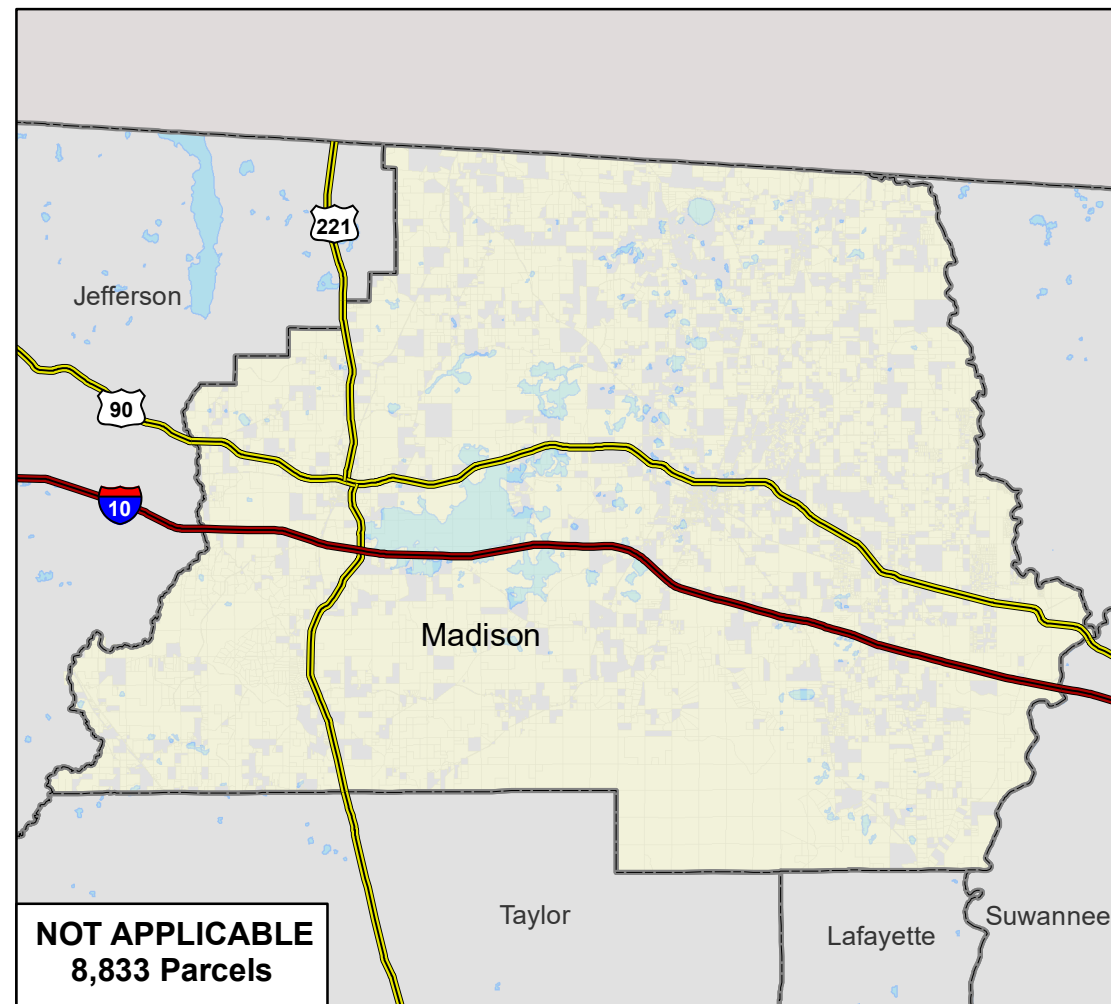 221
Jefferson
90
10
Madison
Taylor
Suwannee
Lafayette
NOT APPLICABLE
8,833 Parcels